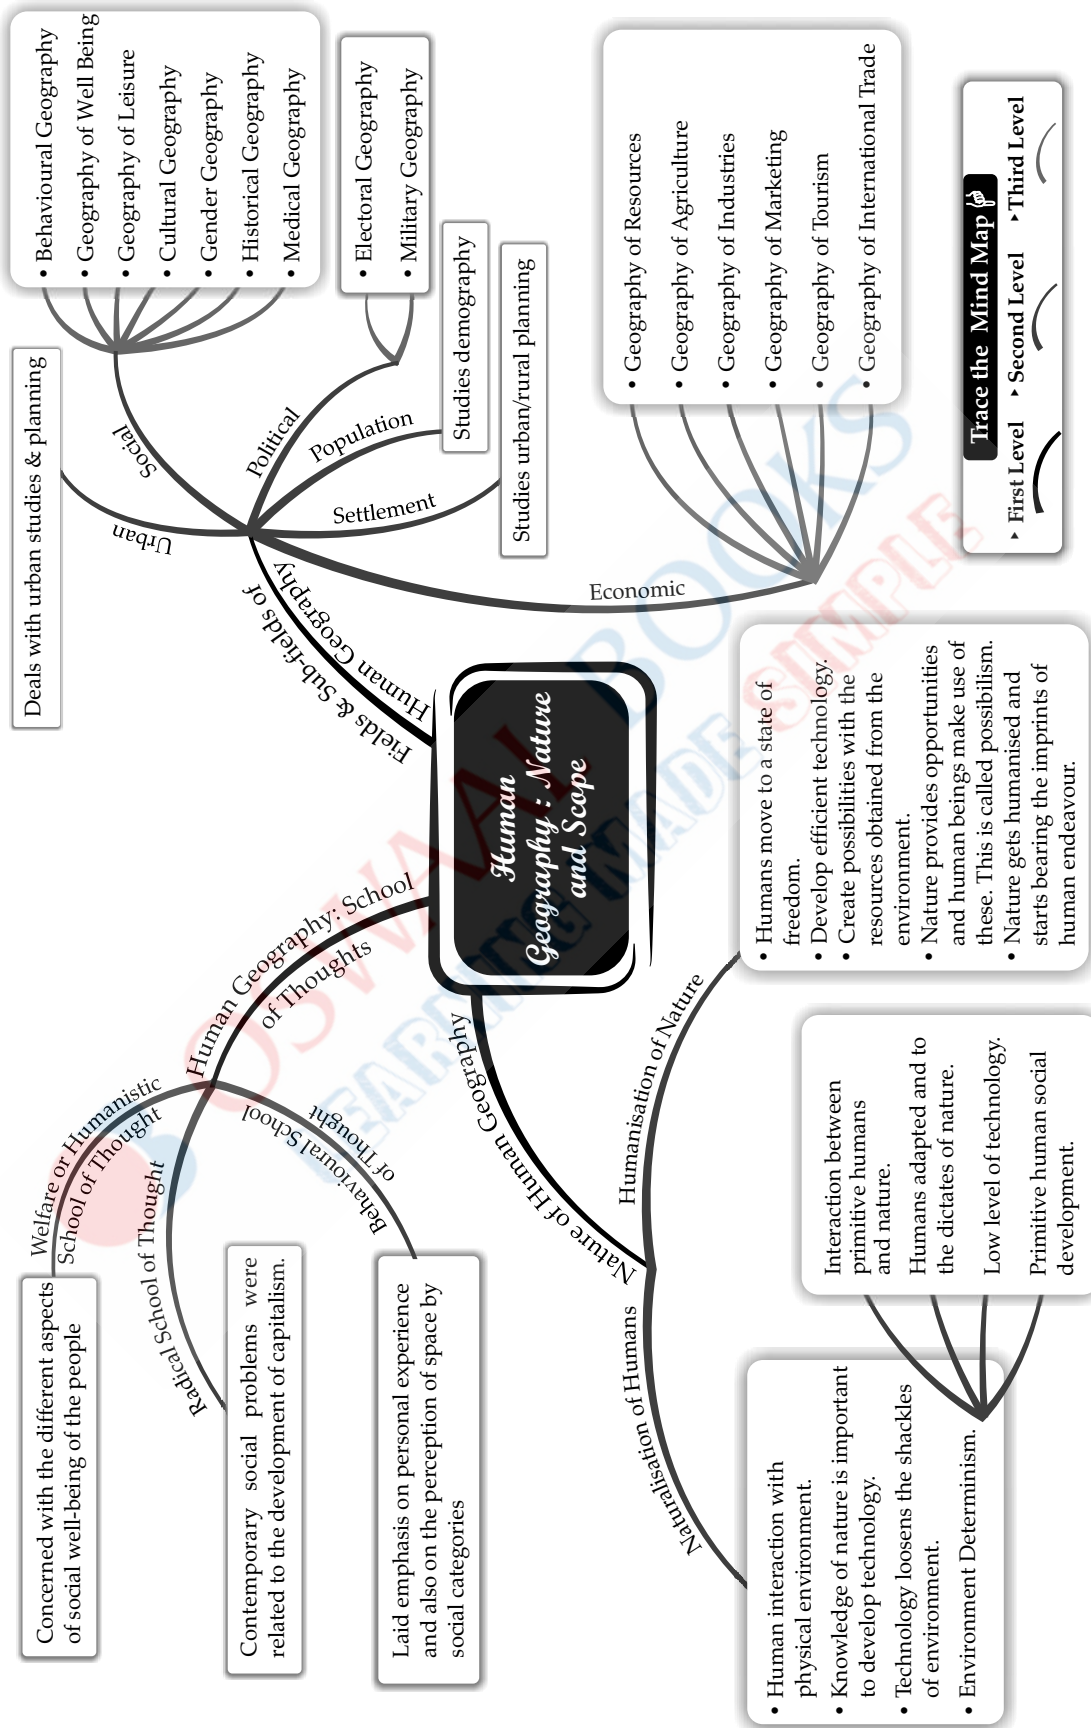 Human
Geography : Nature
and Scope
Human Geography: School
of Thoughts
Welfare or Humanistic
School of Thought
Concerned with the different aspects
of social well-being of the people
Radical School of Thought
Contemporary social problems were
related to the development of capitalism.
Behavioural School
of Thought
Laid emphasis on personal experience
and also on the perception of space by
social categories
Fields & Sub-fields of
Human Geography
Urban
Deals with urban studies & planning
Social
• Behavioural Geography
• Geography of Well Being
• Geography of Leisure
• Cultural Geography
• Gender Geography
• Historical Geography
• Medical Geography
Political
• Electoral Geography
• Military Geography
Population
Studies demography
Settlement
Studies urban/rural planning
Economic
• Geography of Resources
• Geography of Agriculture
• Geography of Industries
• Geography of Marketing
• Geography of Tourism
• Geography of International Trade
Nature of Human Geography
Naturalisation of Humans
• Human interaction with
physical environment.
• Knowledge of nature is important
to develop technology.
• Technology loosens the shackles
of environment.
• Environment Determinism.
Interaction between
primitive humans
and nature.
Humans adapted and to
the dictates of nature.
Low level of technology.
Primitive human social
development.
Humanisation of Nature
• Humans move to a state of
freedom.
• Develop efficient technology.
• Create possibilities with the
resources obtained from the
environment.
• Nature provides opportunities
and human beings make use of
these. This is called possibilism.
• Nature gets humanised and
starts bearing the imprints of
human endeavour.
Trace the Mind Map
▸ First Level ▸ Second Level ▸Third Level
OSWAAL BOOKS
LEARNING MADE SIMPLE